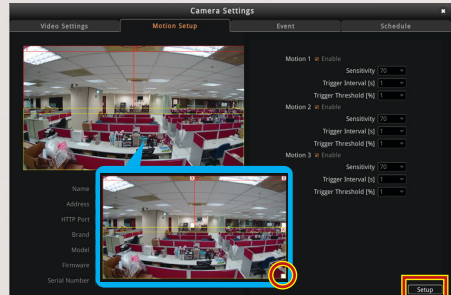 Camera Settings
Video Settings
Motion Setup
Event
Schedule
Motion 1 Enable
Sensitivity 70
Trigger Interval [s] 1
Trigger Threshold [%] 1
Motion 2 Enable
Sensitivity 70
Trigger Interval [s] 1
Trigger Threshold [%] 1
Motion 3 Enable
Sensitivity 70
Trigger Interval [s] 1
Trigger Threshold [%] 1
Name
Address
HTTP Port
Brand
Model
Firmware
Serial Number
Setup